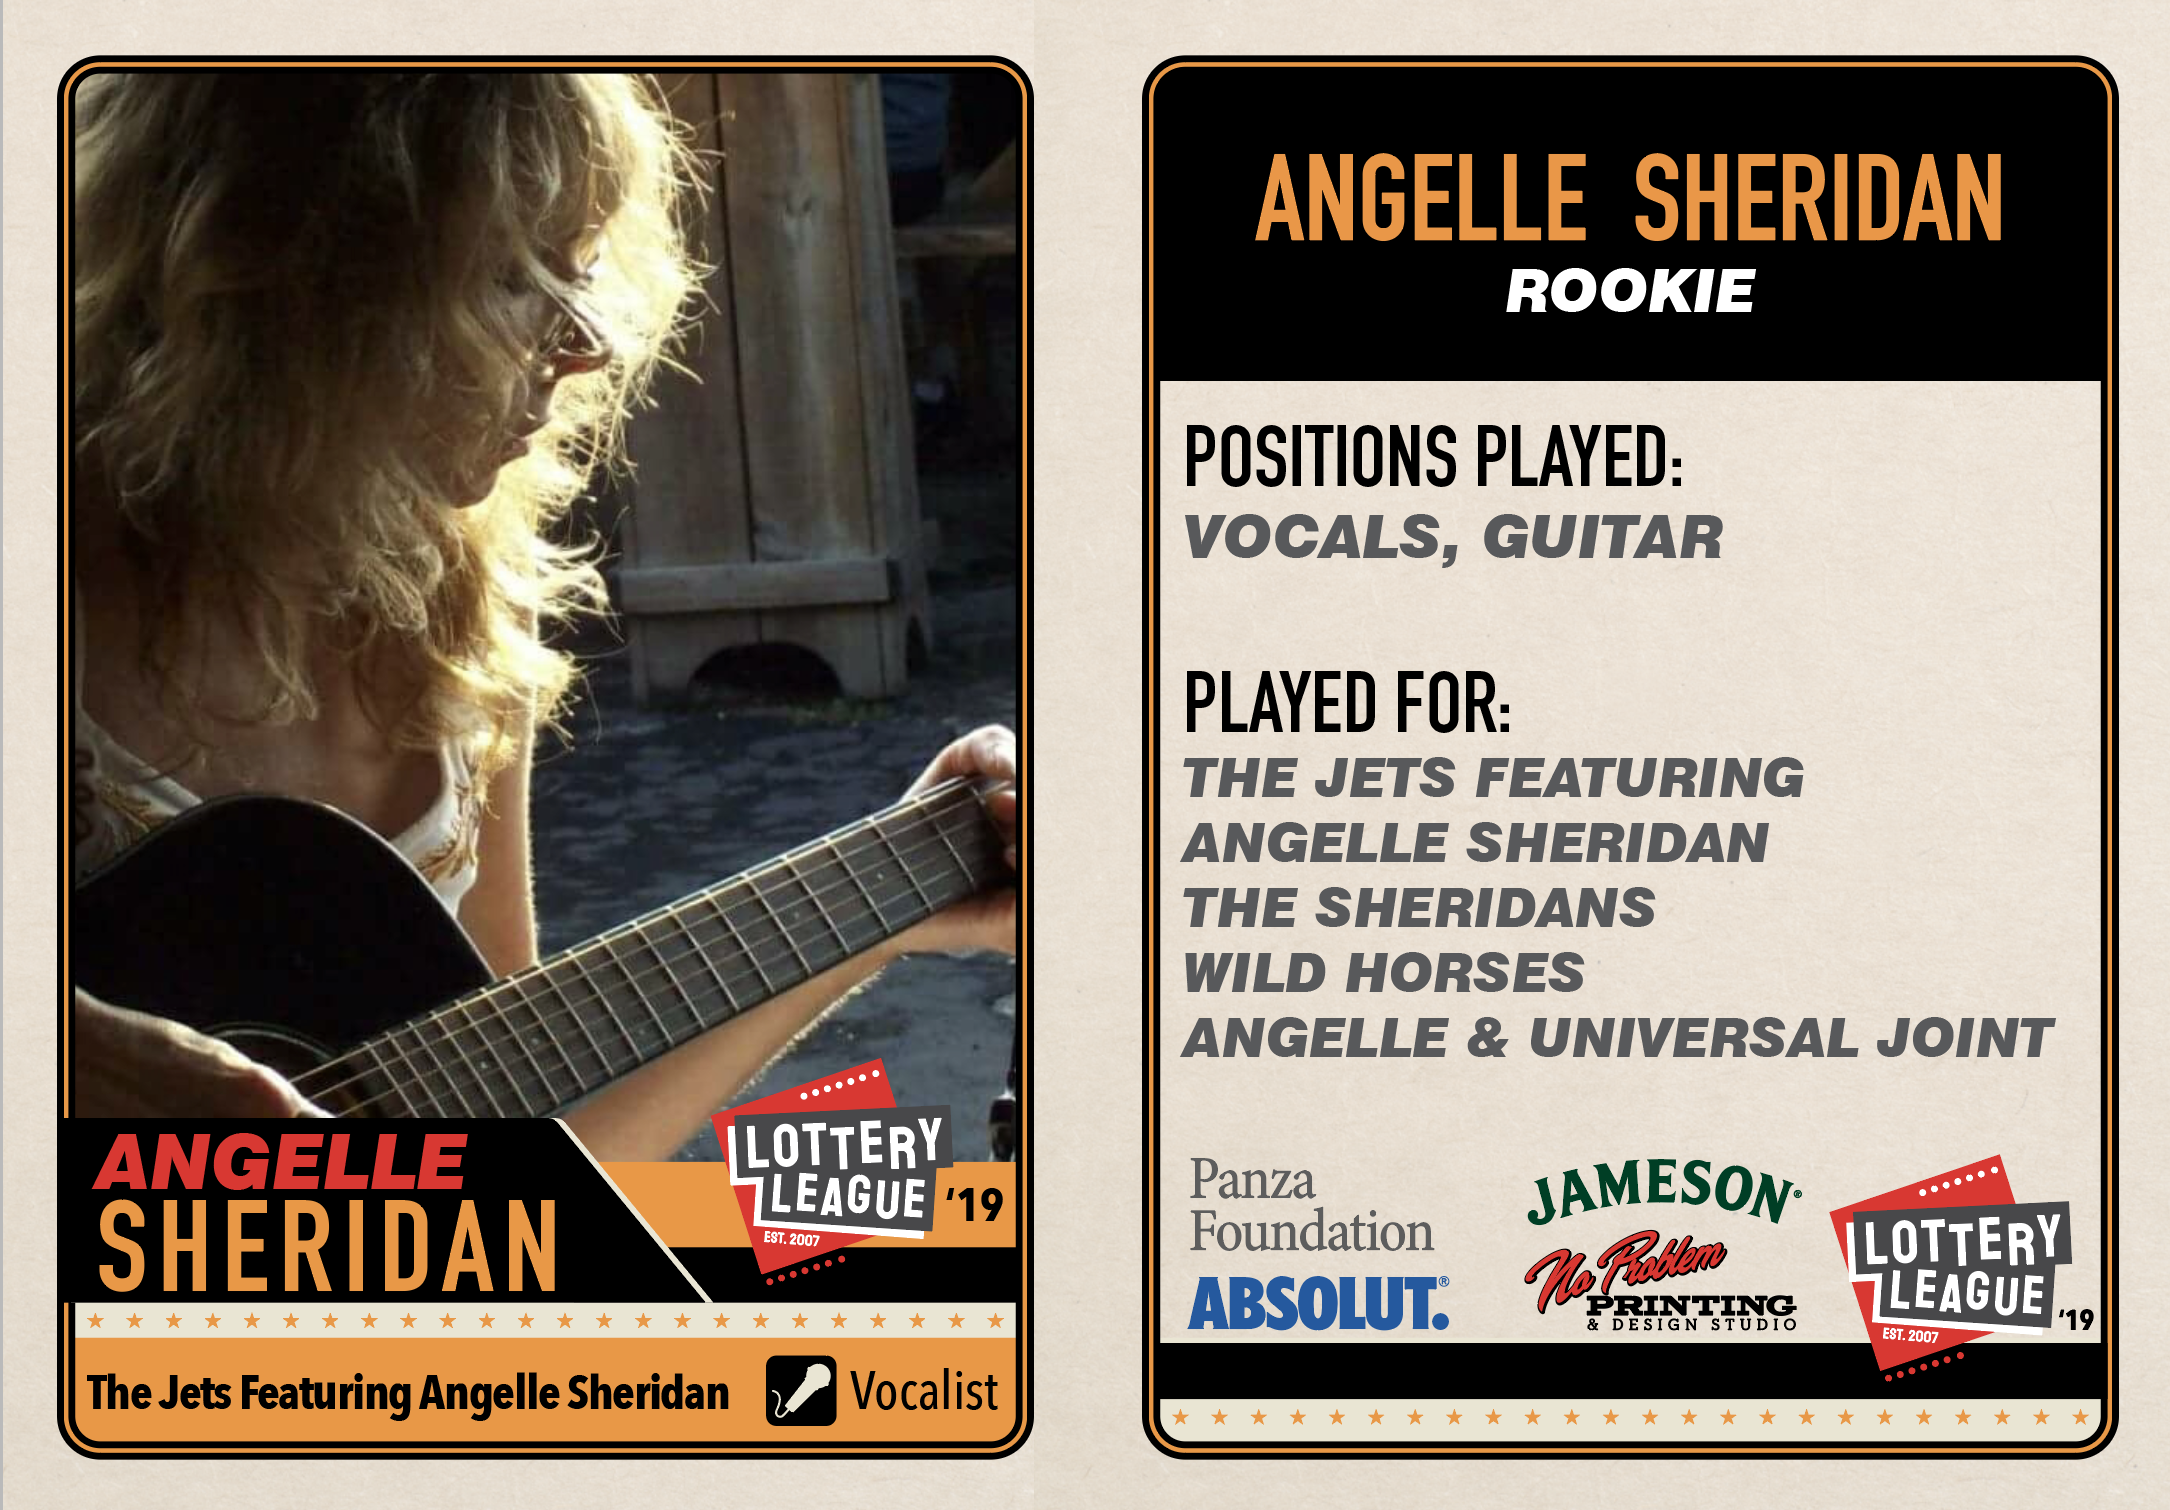 ANGELLE
SHERIDAN
LOTTERY
LEAGUE
EST. 2007
'19
The Jets Featuring Angelle Sheridan
Vocalist
ANGELLE SHERIDAN
ROOKIE
POSITIONS PLAYED:
VOCALS, GUITAR
PLAYED FOR:
THE JETS FEATURING
ANGELLE SHERIDAN
THE SHERIDANS
WILD HORSES
ANGELLE & UNIVERSAL JOINT
Panza
Foundation
ABSOLUT.®
JAMESON®
No Problem
PRINTING
& DESIGN STUDIO
LOTTERY
LEAGUE
EST. 2007
'19